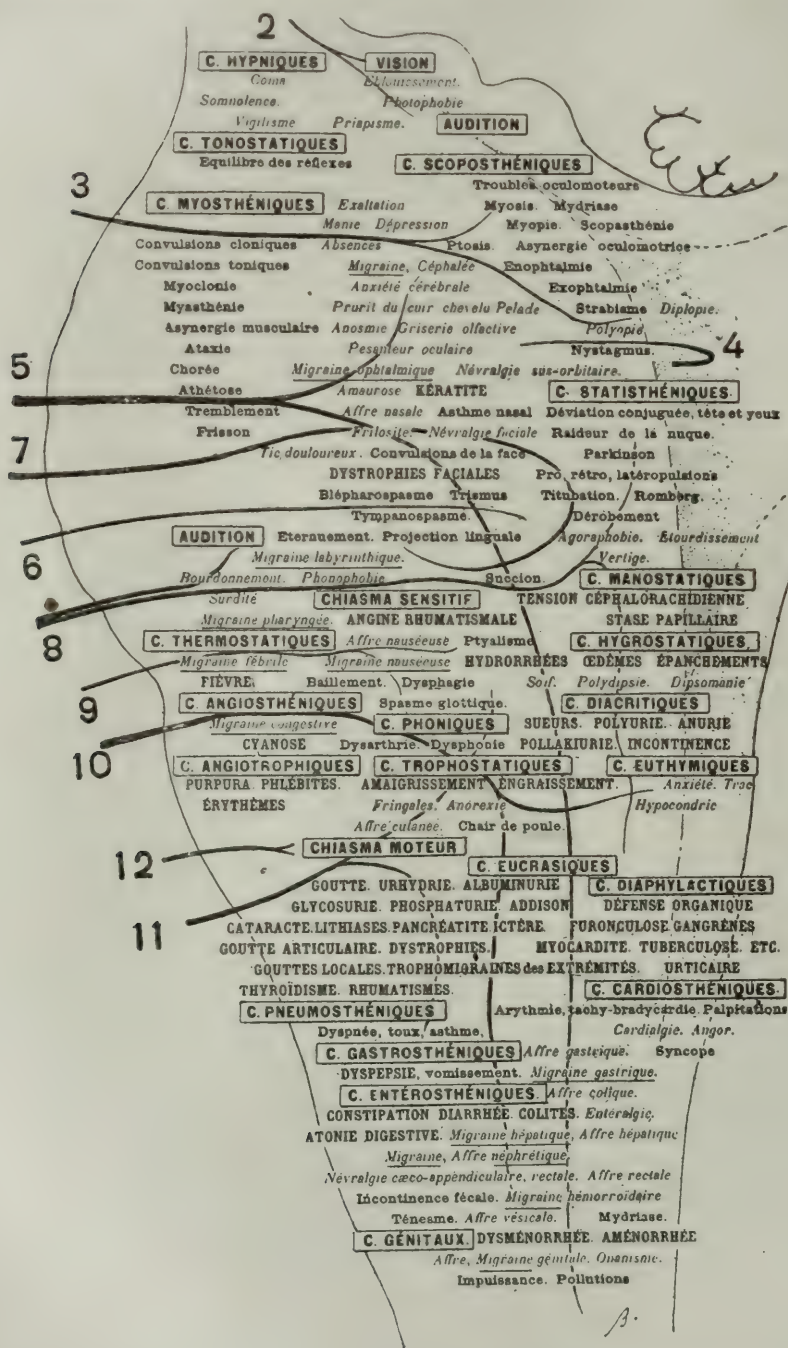 2
C. HYPNIQUES VISION
Coma Eblouissement.
Somnolence. Photophobie
Vigilisme Priapisme. AUDITION
C. TONOSTATIQUES
Equilibre des réflexes C. SCOPOSTHÉNIQUES
Troubles oculomoteurs
3
C. MYOSTHÉNIQUES Exaltation Myosis. Mydriase
Manie Dépression Myopie. Scopasthénie
Convulsions cloniques Absences Ptosis. Asynergie oculomotrice
Convulsions toniques Migraine, Céphalée Enophtalmie
Myoclonie Anxiété cérébrale Exophtalmie
Myasthénie Prurit du cuir chevelu Pelade Strabisme Diplopie.
Asynergie musculaire Anosmie Griserie olfactive Polyopie
Ataxie Pesanteur oculaire Nystagmus. 4
5
Chorée Migraine ophtalmique Névralgie sus-orbitaire.
Athétose Amaurose KÉRATITE C. STATISTHÉNIQUES
Tremblement Affre nasale Asthme nasal Déviation conjuguée, tête et yeux
Frisson Frilosité. Névralgie faciale Raideur de la nuque.
7
Tic douloureux. Convulsions de la face Parkinson
DYSTROPHIES FACIALES Pro, rétro, latéropulsions
Blépharospasme Trismus Titubation. Romberg.
Tympanospasme. Dérobement
AUDITION Eternuement. Projection linguale Agoraphobie. Etourdissement
6
Migraine labyrinthique. Vertige.
Bourdonnement. Phonophobie Succion. C. MANOSTATIQUES
Surdité CHIASMA SENSITIF TENSION CÉPHALORACHIDIENNE
8
Migraine pharyngée. ANGINE RHUMATISMALE STASE PAPILLAIRE
C. THERMOSTATIQUES Affre nauséeuse Ptyalisme C. HYGROSTATIQUES.
Migraine fébrile Migraine nauséeuse HYDRORRHÉES ŒDÈMES ÉPANCHEMENTS
FIÈVRE. Baillement. Dysphagie Soif. Polydipsie. Dipsomanie
9
C. ANGIOSTHÉNIQUES Spasme glottique. C. DIACRITIQUES
Migraine congestive C. PHONIQUES SUEURS. POLYURIE. ANURIE
10
CYANOSE Dysarthrie. Dysphobie POLLAKIURIE. INCONTINENCE
C. ANGIOTROPHIQUES C. TROPHOSTATIQUES C. EUTHYMIQUES
PURPURA. PHLÉBITES. AMAIGRISSEMENT ENGRAISSEMENT. Anxiété. Trac
ÉRYTHÈMES Fringales. Anorexie Hypocondrie
Affre cutanée. Chair de poule.
12
CHIASMA MOTEUR C. EUCRASIQUES
GOUTTE. URHYDRIE. ALBUMINURIE C. DIAPHYLACTIQUES
GLYCOSURIE. PHOSPHATURIE. ADDISON DÉFENSE ORGANIQUE
11
CATARACTE. LITHIASES. PANCRÉATITE. ICTÈRE. FURONCULOSE GANGRÈNES
GOUTTE ARTICULAIRE. DYSTROPHIES. MYOCARDITE. TUBERCULOSE. ETC.
GOUTTES LOCALES. TROPHOMIGRAINES des EXTRÉMITÉS. URTICAIRE
THYROÏDISME. RHUMATISMES. C. CARDIOSTHÉNIQUES.
C. PNEUMOSTHÉNIQUES Arythmie, tachy-bradycardie. Palpitations
Dyspnée, toux, asthme, Cardialgie. Angor.
C. GASTROSTHÉNIQUES Affre gastrique. Syncope
DYSPEPSIE, vomissement. Migraine gastrique.
C. ENTÉROSTHÉNIQUES. Affre colique.
CONSTIPATION DIARRHÉE. COLITES. Entéralgie.
ATONIE DIGESTIVE. Migraine hépatique, Affre hépatique
Migraine, Affre néphrétique,
Névralgie cæco-appendiculaire, rectale. Affre rectale
Incontinence fécale. Migraine hémorroïdaire
Ténesme. Affre vésicale. Mydriase.
C. GÉNITAUX. DYSMÉNORRHÉE. AMÉNORRHÉE
Affre, Migraine génitale. Onanisme.
Impuissance. Pollutions